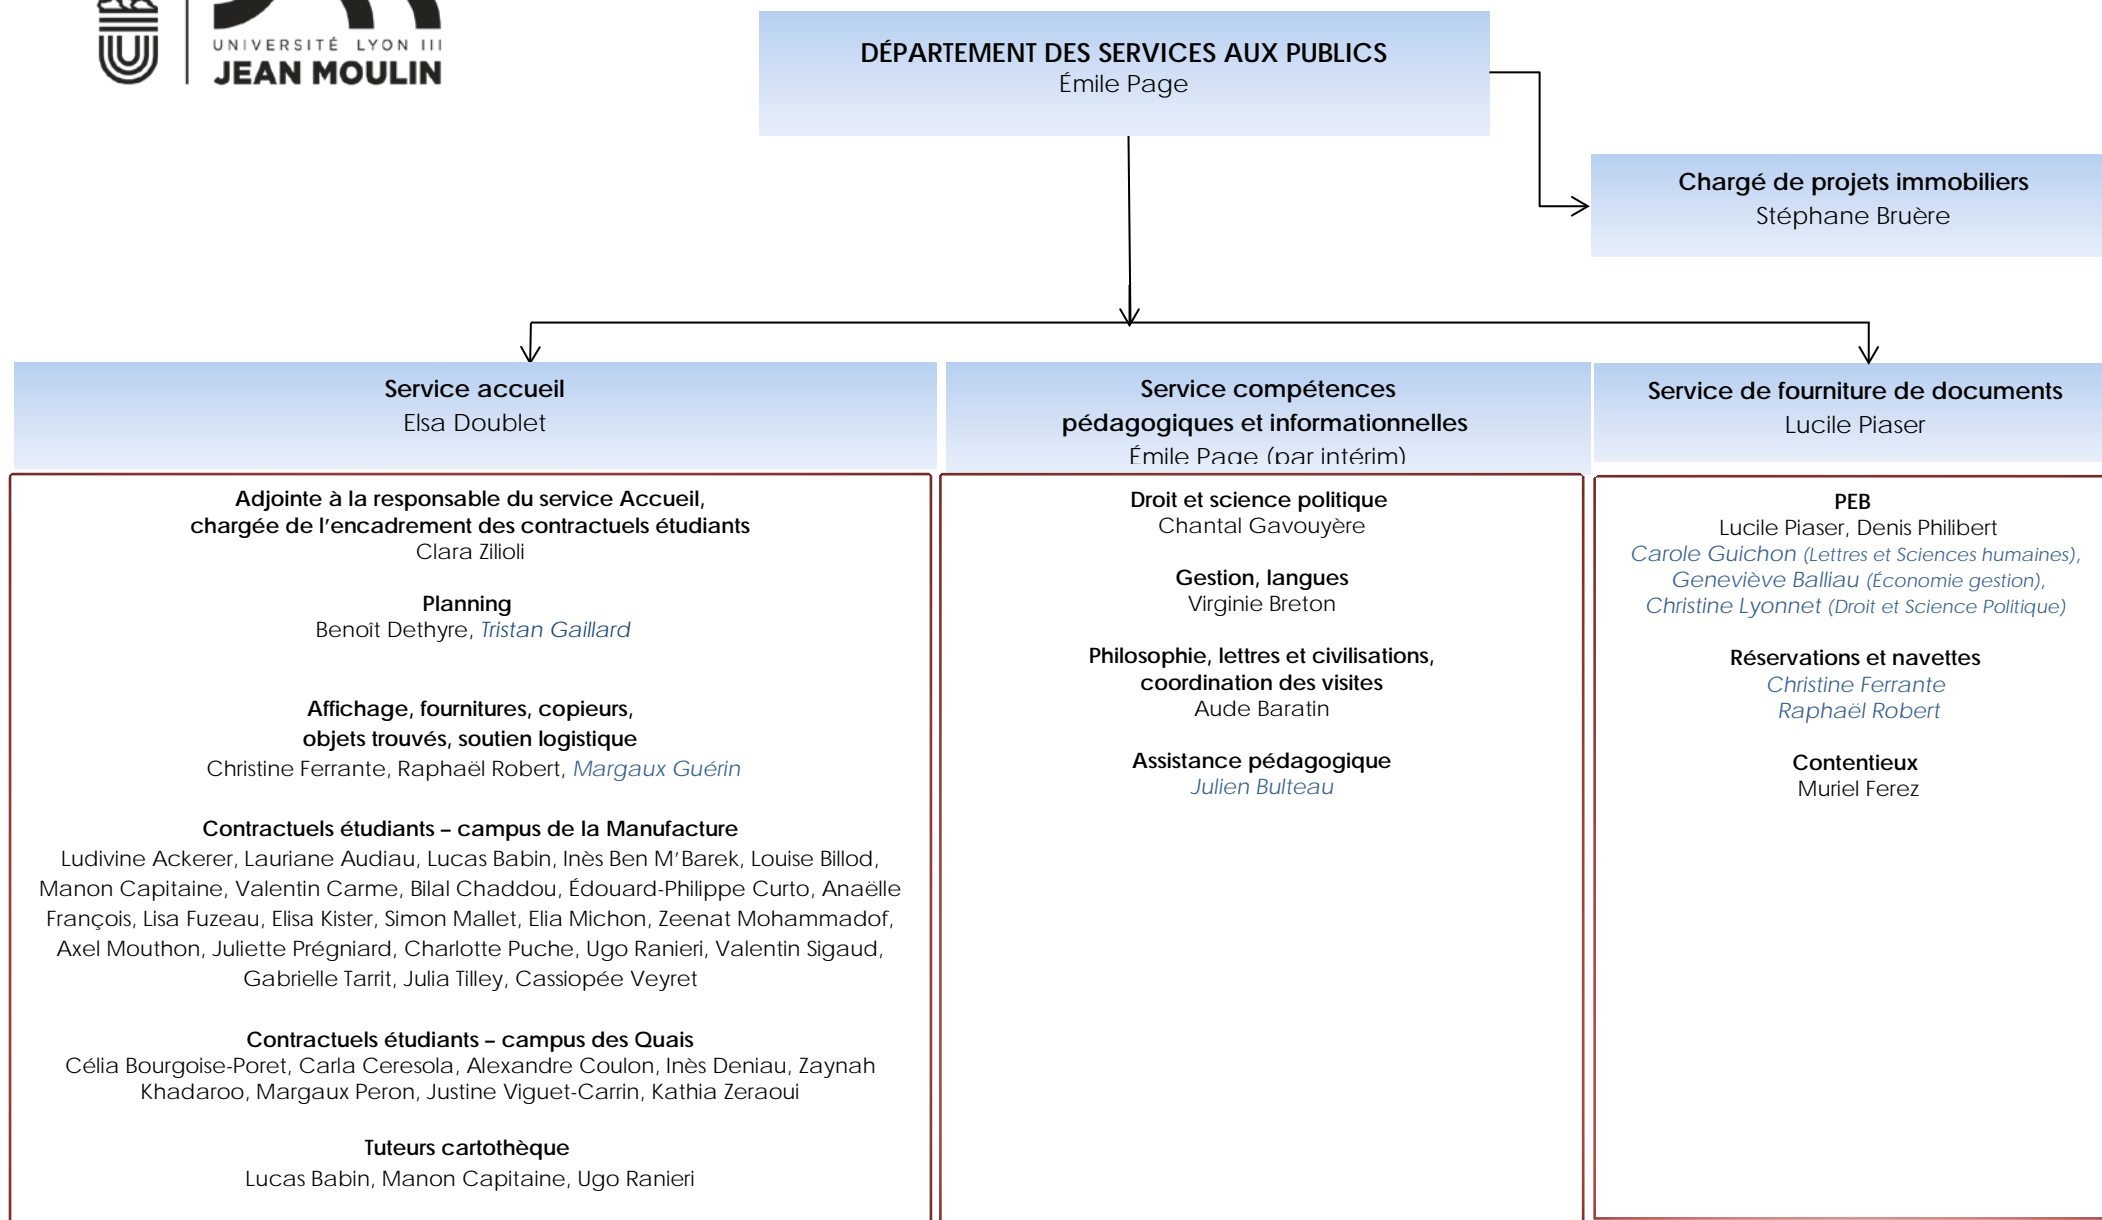 UNIVERSITÉ LYON III
JEAN MOULIN
DÉPARTEMENT DES SERVICES AUX PUBLICS
Émile Page
Chargé de projets immobiliers
Stéphane Bruère
Service accueil
Elsa Doublet
Adjointe à la responsable du service Accueil,
chargée de l'encadrement des contractuels étudiants
Clara Zilioli
Planning
Benoît Dethyre, Tristan Gaillard
Affichage, fournitures, copieurs,
objets trouvés, soutien logistique
Christine Ferrante, Raphaël Robert, Margaux Guérin
Contractuels étudiants – campus de la Manufacture
Ludivine Ackerer, Lauriane Audiau, Lucas Babin, Inès Ben M'Barek, Louise Billod,
Manon Capitaine, Valentin Carme, Bilal Chaddou, Édouard-Philippe Curto, Anaëlle
François, Lisa Fuzeau, Elisa Kister, Simon Mallet, Elia Michon, Zeenat Mohammadof,
Axel Mouthon, Juliette Prégniard, Charlotte Puche, Ugo Ranieri, Valentin Sigaud,
Gabrielle Tarrit, Julia Tilley, Cassiopée Veyret
Contractuels étudiants – campus des Quais
Célia Bourgoise-Poret, Carla Ceresola, Alexandre Coulon, Inès Deniau, Zaynah
Khadaroo, Margaux Peron, Justine Viguet-Carrin, Kathia Zeraoui
Tuteurs cartothèque
Lucas Babin, Manon Capitaine, Ugo Ranieri
Service compétences
pédagogiques et informationnelles
Émile Page (par intérim)
Droit et science politique
Chantal Gavouyère
Gestion, langues
Virginie Breton
Philosophie, lettres et civilisations,
coordination des visites
Aude Baratin
Assistance pédagogique
Julien Bulteau
Service de fourniture de documents
Lucile Piaser
PEB
Lucile Piaser, Denis Philibert
Carole Guichon (Lettres et Sciences humaines),
Geneviève Balliau (Économie gestion),
Christine Lyonnet (Droit et Science Politique)
Réservations et navettes
Christine Ferrante
Raphaël Robert
Contentieux
Muriel Ferez